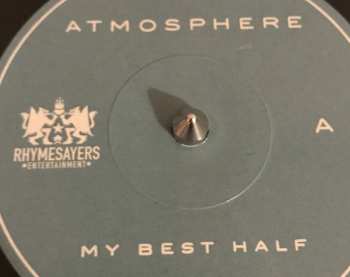 ATMOSPHERE
RHYMESAYERS
ENTERTAINMENT
A
MY BEST HALF